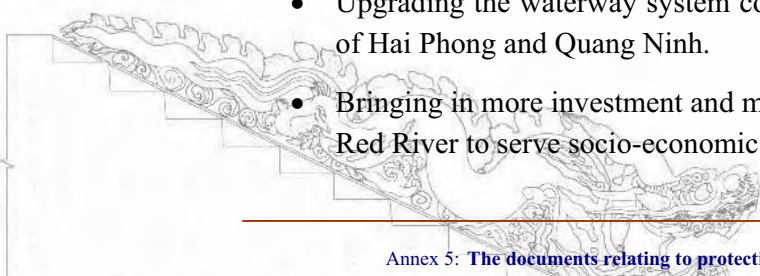 • Upgrading the waterway system co
of Hai Phong and Quang Ninh.
• Bringing in more investment and m
Red River to serve socio-economic
Annex 5: The documents relating to protecti